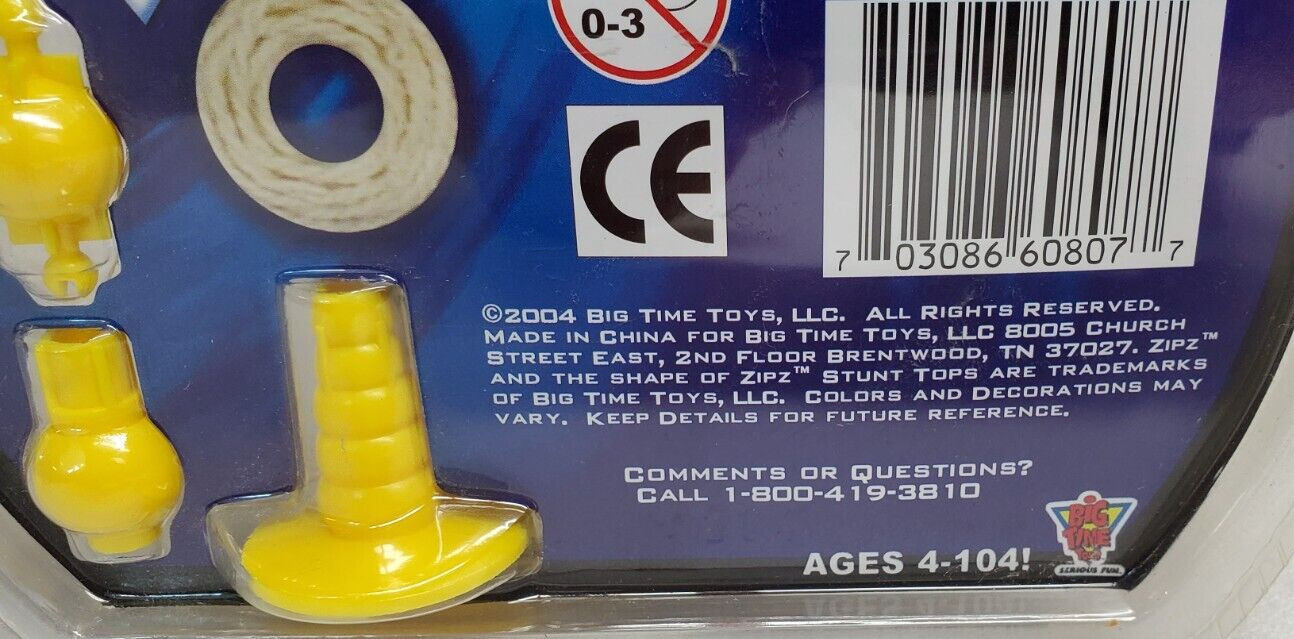 0-3
CE
7 03086 60807 7
©2004 BIG TIME TOYS, LLC. ALL RIGHTS RESERVED.
MADE IN CHINA FOR BIG TIME TOYS, LLC 8005 CHURCH
STREET EAST, 2ND FLOOR BRENTWOOD, TN 37027. ZIPZ™
AND THE SHAPE OF ZIPZ™ STUNT TOPS ARE TRADEMARKS
OF BIG TIME TOYS, LLC. COLORS AND DECORATIONS MAY
VARY. KEEP DETAILS FOR FUTURE REFERENCE.
COMMENTS OR QUESTIONS?
CALL 1-800-419-3810
AGES 4-104!
BIG
TIME
SERIOUS FUN